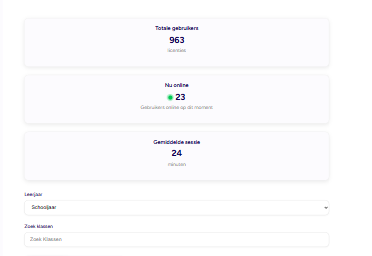 Totale gebruikers
963
licenties
Nu online
23
Gebruikers online op dit moment
Gemiddelde sessie
24
minuten
Leerjaar
Schooljaar
Zoek klassen
Zoek Klassen